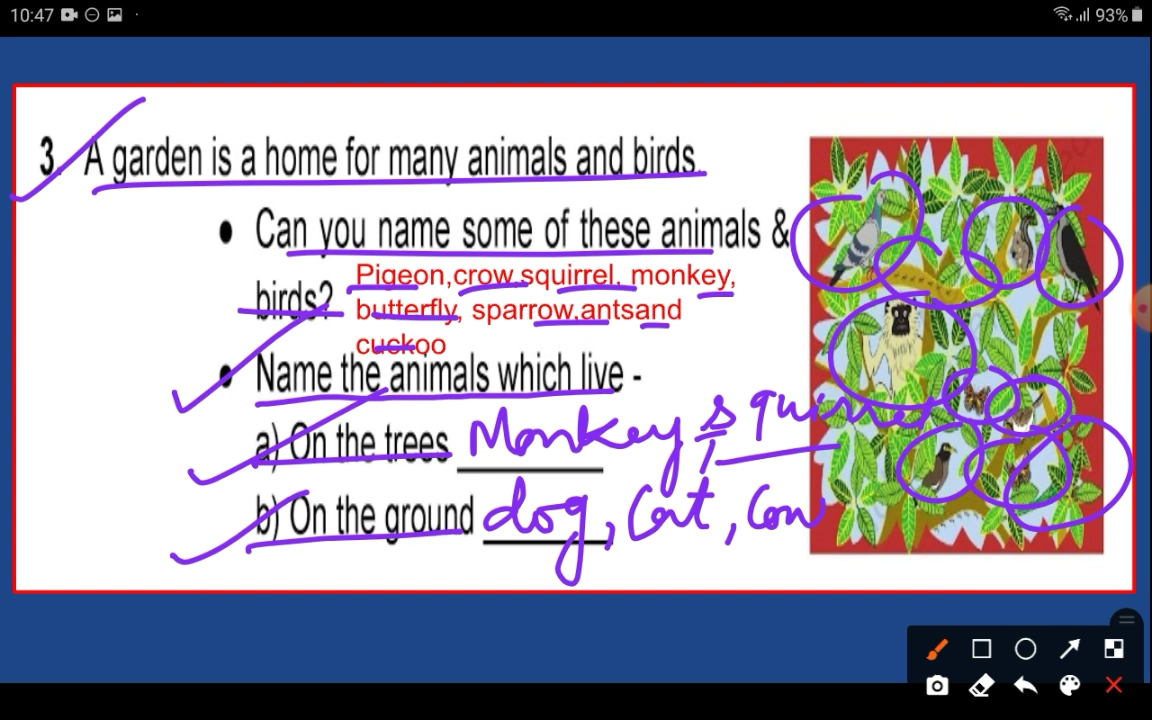 10:47
93%
3. A garden is a home for many animals and birds.
• Can you name some of these animals &
birds? Pigeon,crow,squirrel, monkey,
butterfly, sparrow,antsand
cuckoo
• Name the animals which live -
a) On the trees Monkey, squirrel
b) On the ground dog, Cat, Cow